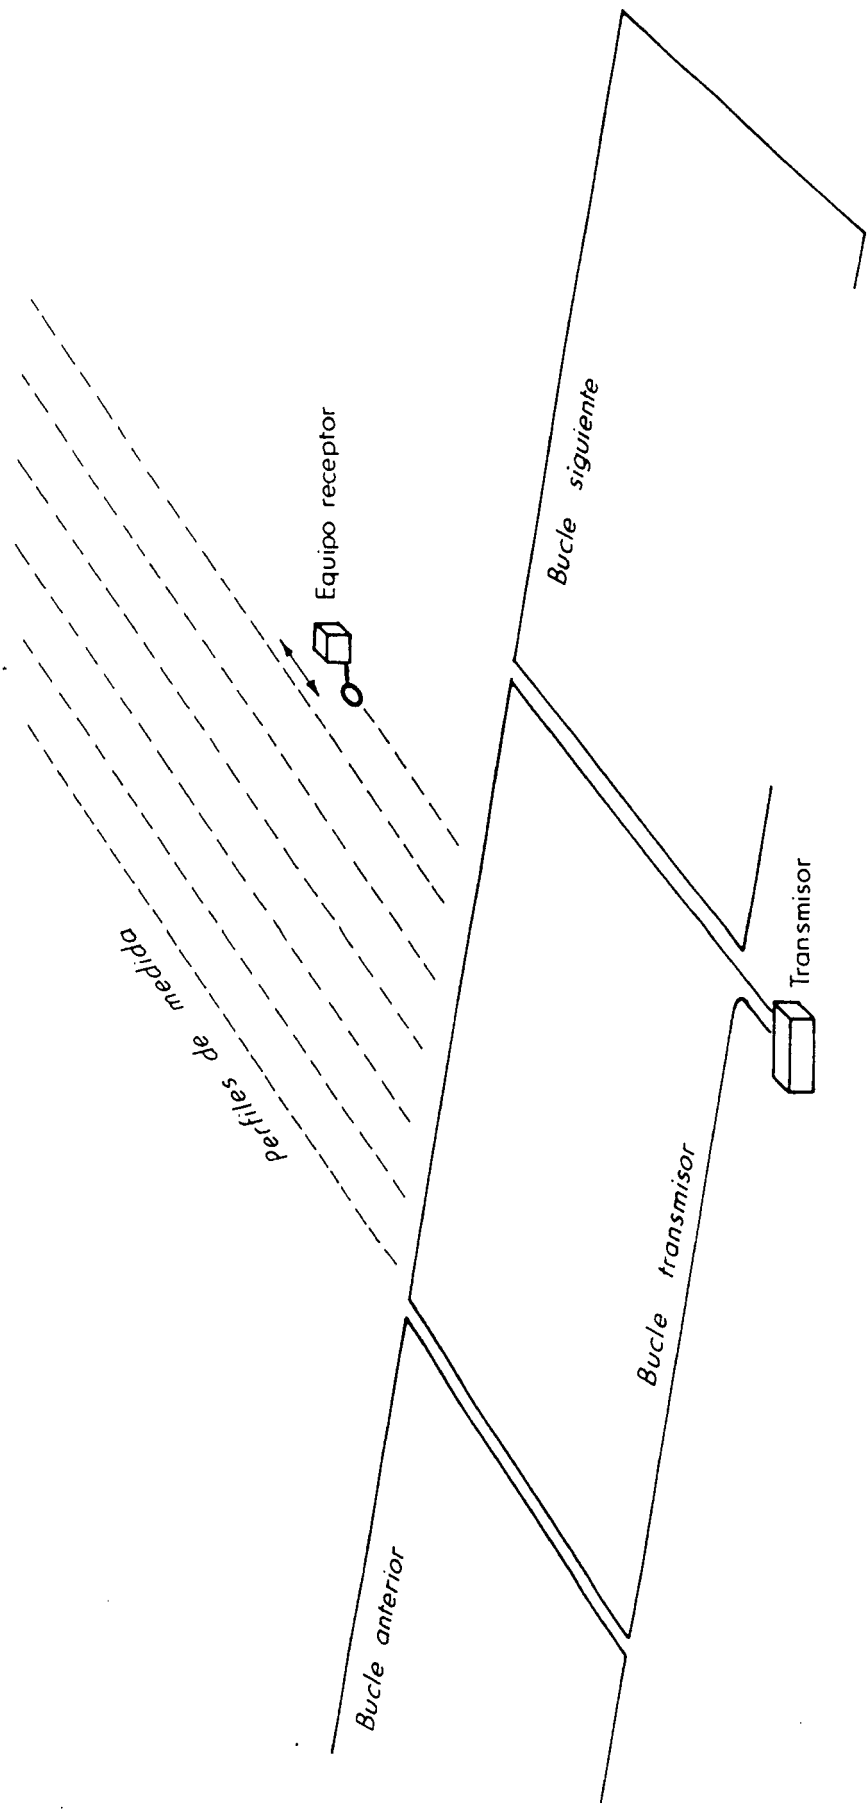 Perfiles de medida
Equipo receptor
Bucle anterior
Bucle transmisor
Bucle siguiente
Transmisor